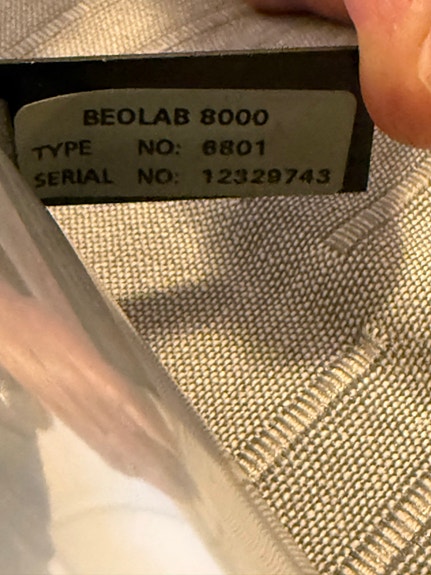 BEOLAB 8000
TYPE NO: 6801
SERIAL NO: 12329743